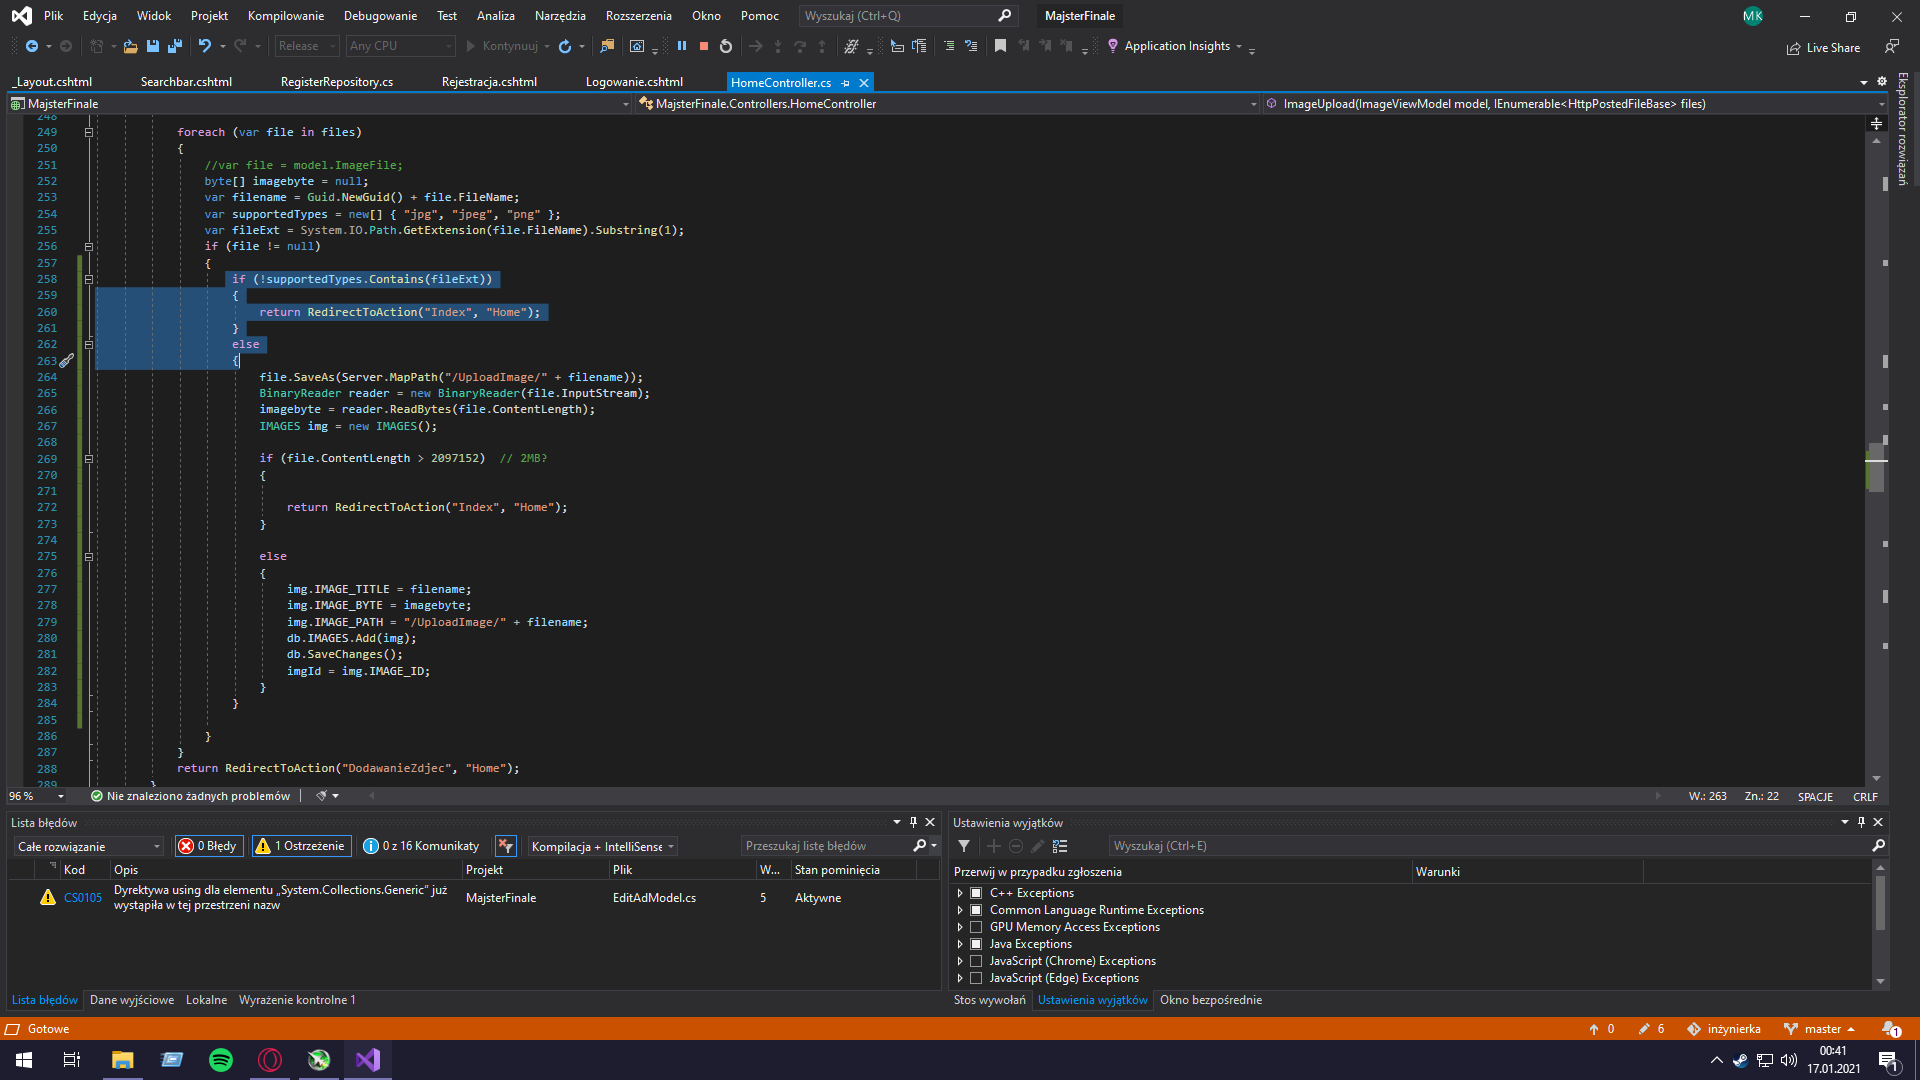 Plik Edycja Widok Projekt Kompilowanie Debugowanie Test Analiza Narzędzia Rozszerzenia Okno Pomoc Wyszukaj (Ctrl+Q) MajsterFinale MK
Release Any CPU Kontynuuj Application Insights Live Share
_Layout.cshtml Searchbar.cshtml RegisterRepository.cs Rejestracja.cshtml Logowanie.cshtml HomeController.cs
MajsterFinale MajsterFinale.Controllers.HomeController ImageUpload(ImageViewModel model, IEnumerable<HttpPostedFileBase> files)
Eksplorator rozwiązań
248
249 foreach (var file in files)
250 {
251 //var file = model.ImageFile;
252 byte[] imagebyte = null;
253 var filename = Guid.NewGuid() + file.FileName;
254 var supportedTypes = new[] { "jpg", "jpeg", "png" };
255 var fileExt = System.IO.Path.GetExtension(file.FileName).Substring(1);
256 if (file != null)
257 {
258 if (!supportedTypes.Contains(fileExt))
259 {
260 return RedirectToAction("Index", "Home");
261 }
262 else
263 {
264 file.SaveAs(Server.MapPath("/UploadImage/" + filename));
265 BinaryReader reader = new BinaryReader(file.InputStream);
266 imagebyte = reader.ReadBytes(file.ContentLength);
267 IMAGES img = new IMAGES();
268
269 if (file.ContentLength > 2097152) // 2MB?
270 {
271
272 return RedirectToAction("Index", "Home");
273 }
274
275 else
276 {
277 img.IMAGE_TITLE = filename;
278 img.IMAGE_BYTE = imagebyte;
279 img.IMAGE_PATH = "/UploadImage/" + filename;
280 db.IMAGES.Add(img);
281 db.SaveChanges();
282 imgId = img.IMAGE_ID;
283 }
284 }
285
286 }
287 }
288 return RedirectToAction("DodawanieZdjec", "Home");
289 }
96 % Nie znaleziono żadnych problemów W.: 263 Zn.: 22 SPACJE CRLF
Lista błędów
Całe rozwiązanie 0 Błędy 1 Ostrzeżenie 0 z 16 Komunikaty Kompilacja + IntelliSense Przeszukaj listę błędów
Kod Opis Projekt Plik W... Stan pominięcia
CS0105 Dyrektywa using dla elementu „System.Collections.Generic” już wystąpiła w tej przestrzeni nazw MajsterFinale EditAdModel.cs 5 Aktywne
Lista błędów Dane wyjściowe Lokalne Wyrażenie kontrolne 1
Ustawienia wyjątków
Wyszukaj (Ctrl+E)
Przerwij w przypadku zgłoszenia Warunki
C++ Exceptions
Common Language Runtime Exceptions
GPU Memory Access Exceptions
Java Exceptions
JavaScript (Chrome) Exceptions
JavaScript (Edge) Exceptions
Stos wywołań Ustawienia wyjątków Okno bezpośrednie
Gotowe 0 6 inżynierka master 1
00:41
17.01.2021
1